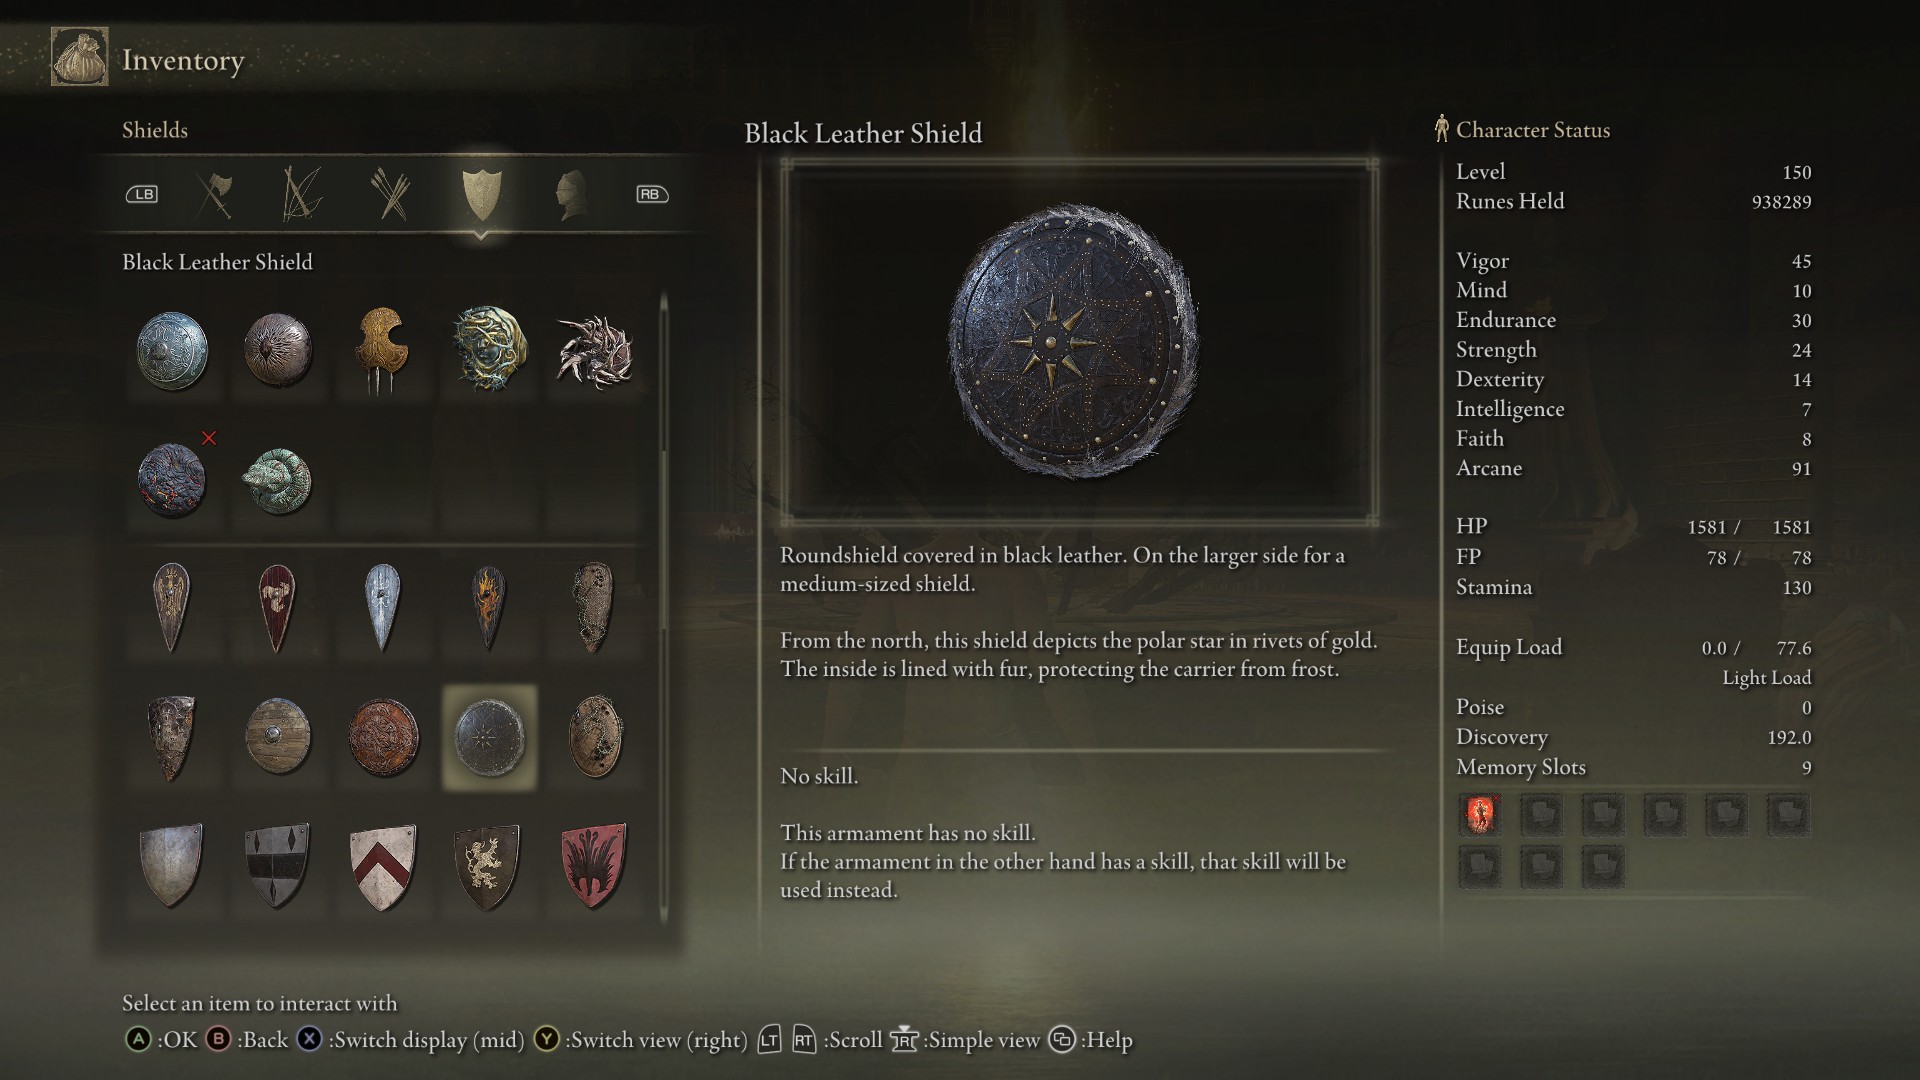 Inventory
Shields
LB
RB
Black Leather Shield
Black Leather Shield
Roundshield covered in black leather. On the larger side for a
medium-sized shield.
From the north, this shield depicts the polar star in rivets of gold.
The inside is lined with fur, protecting the carrier from frost.
No skill.
This armament has no skill.
If the armament in the other hand has a skill, that skill will be
used instead.
Character Status
Level 150
Runes Held 938289
Vigor 45
Mind 10
Endurance 30
Strength 24
Dexterity 14
Intelligence 7
Faith 8
Arcane 91
HP 1581 / 1581
FP 78 / 78
Stamina 130
Equip Load 0.0 / 77.6
Light Load
Poise 0
Discovery 192.0
Memory Slots 9
Select an item to interact with
A :OK B :Back X :Switch display (mid) Y :Switch view (right) LT RT :Scroll R :Simple view :Help